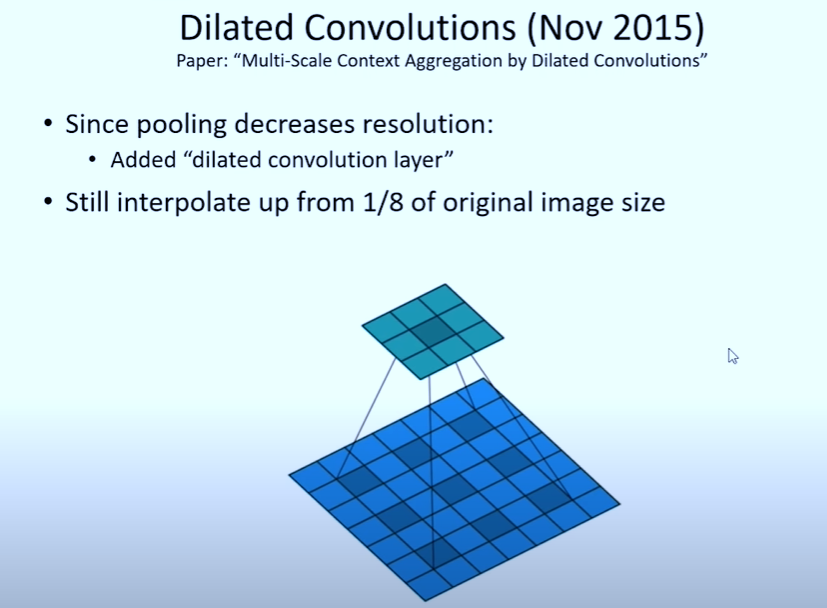 Dilated Convolutions (Nov 2015)
Paper: “Multi-Scale Context Aggregation by Dilated Convolutions”
• Since pooling decreases resolution:
• Added “dilated convolution layer”
• Still interpolate up from 1/8 of original image size